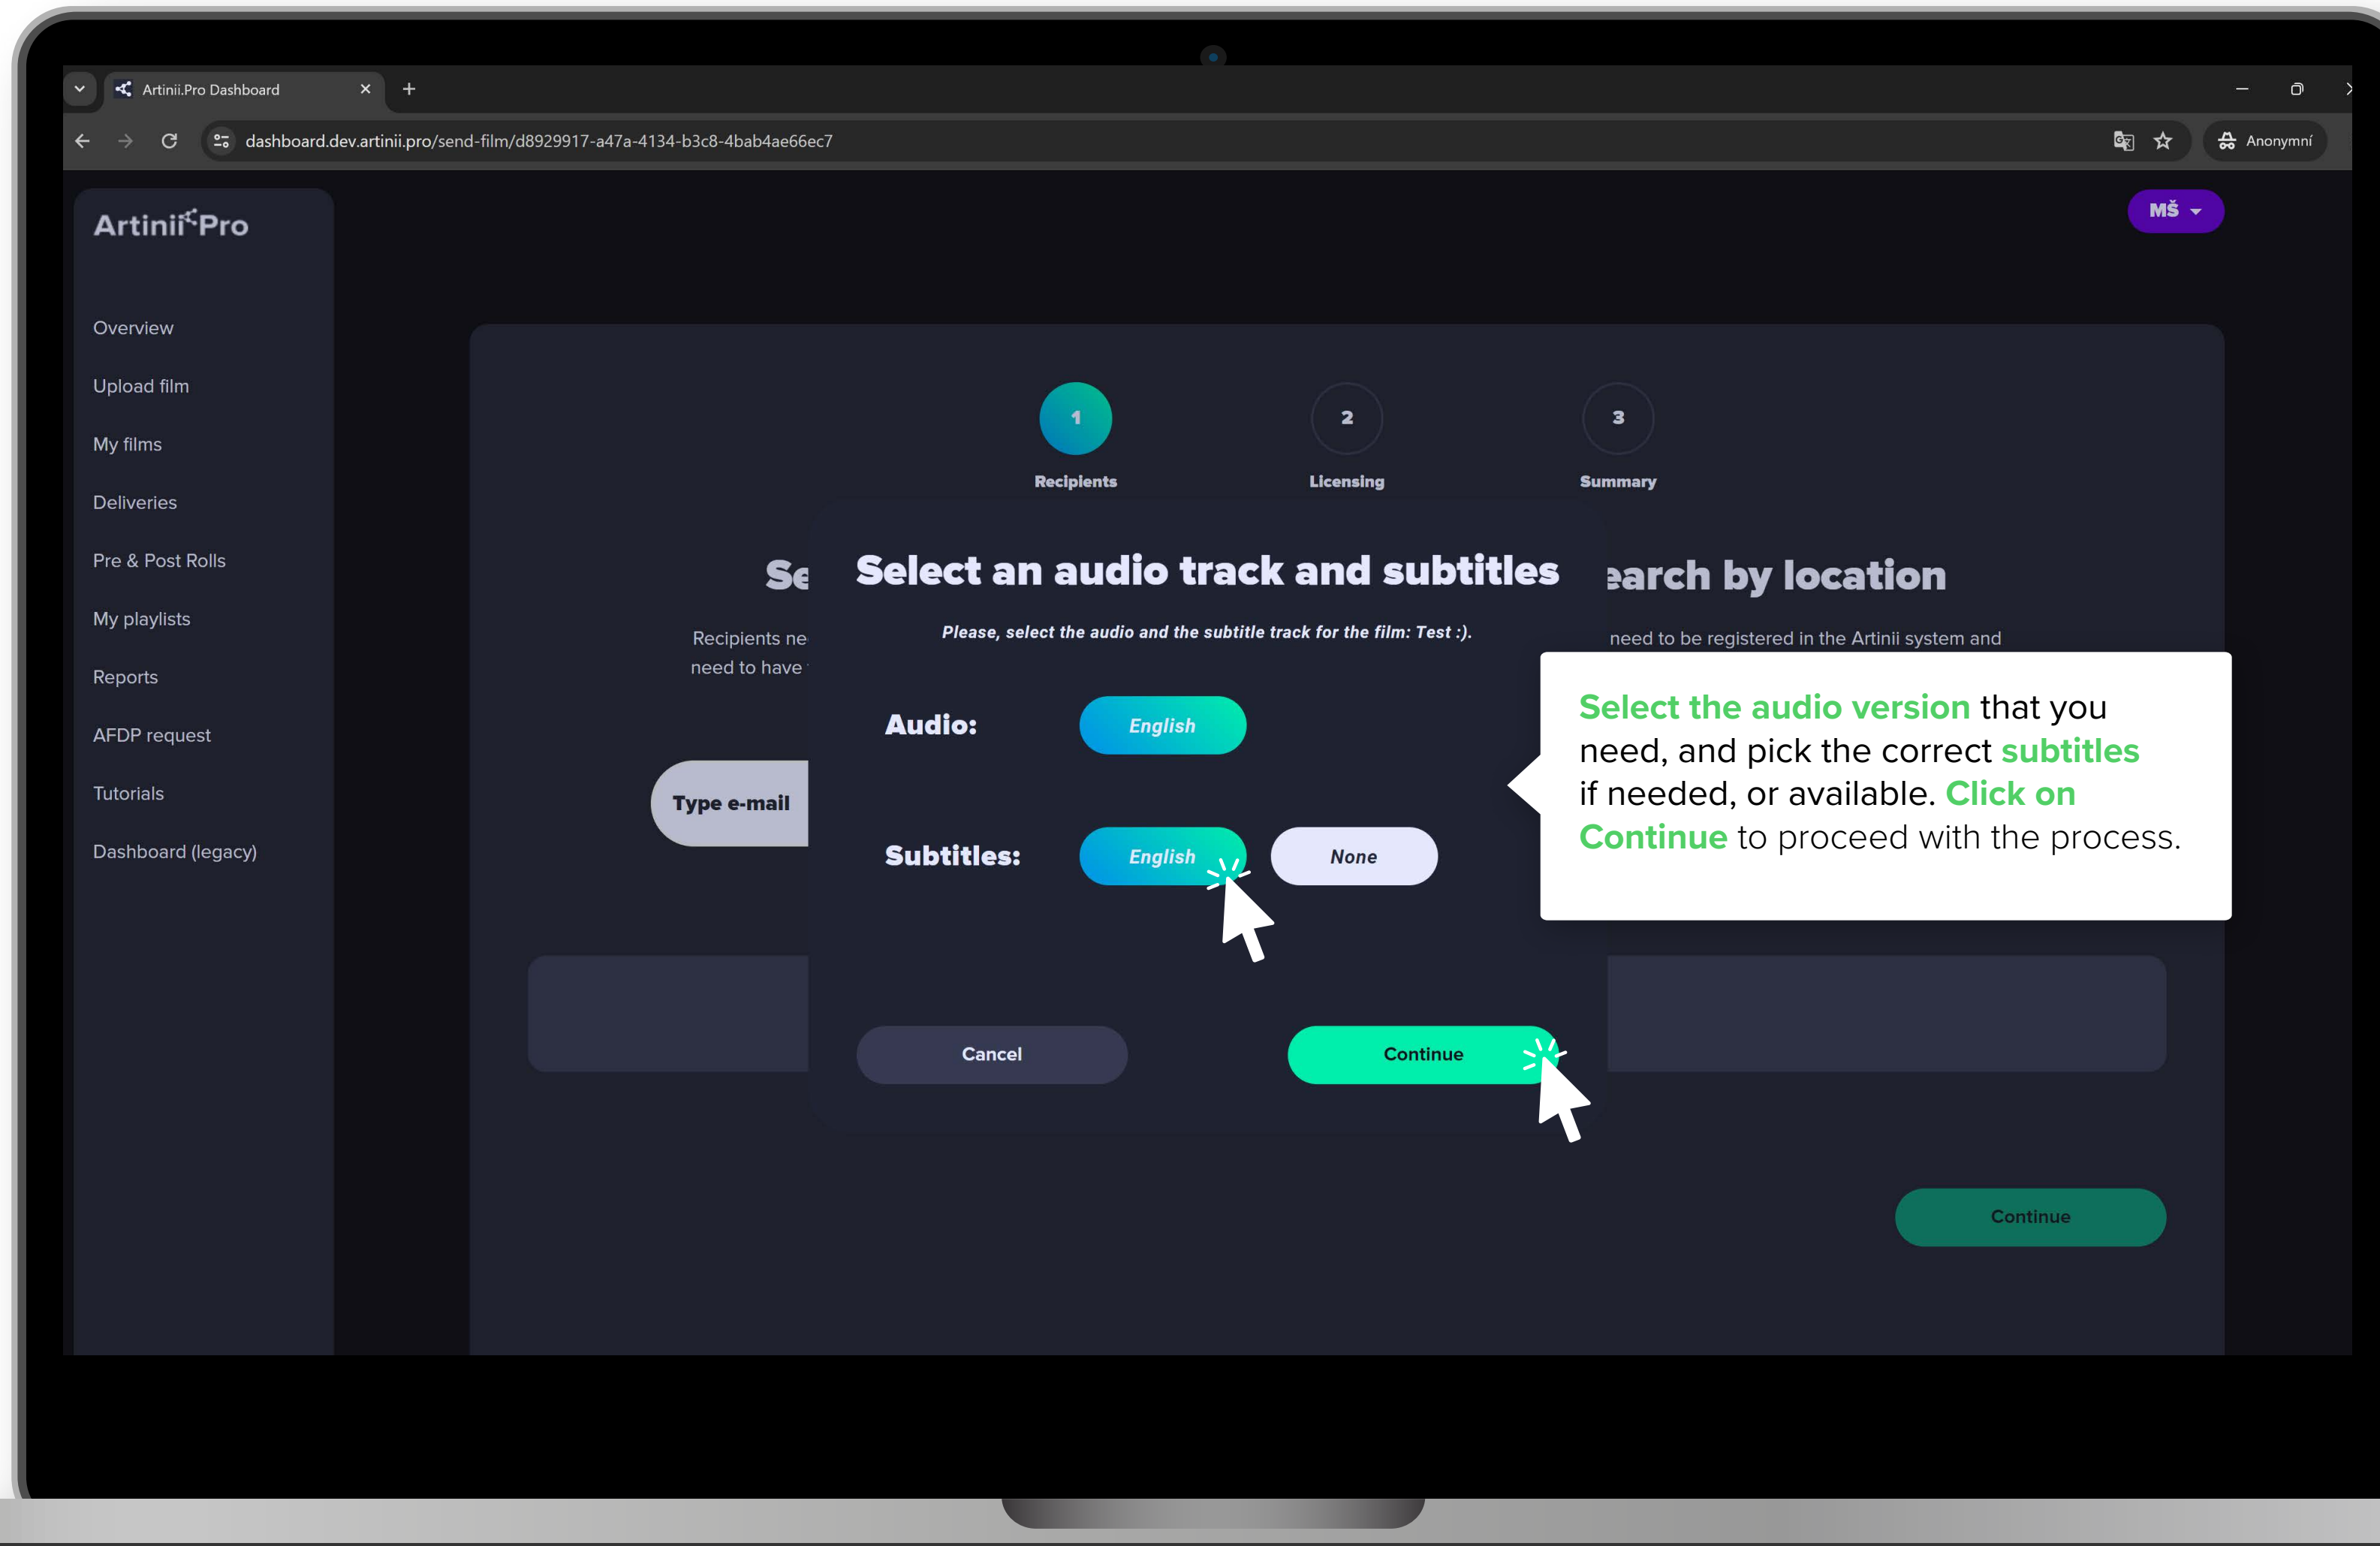 Artinii.Pro Dashboard
dashboard.dev.artinii.pro/send-film/d8929917-a47a-4134-b3c8-4bab4ae66ec7
Anonymní
Artinii Pro
MŠ
Overview
Upload film
My films
Deliveries
Pre & Post Rolls
My playlists
Reports
AFDP request
Tutorials
Dashboard (legacy)
1
2
3
Recipients
Licensing
Summary
Se
earch by location
Recipients ne
need to have
need to be registered in the Artinii system and
Type e-mail
Select an audio track and subtitles
Please, select the audio and the subtitle track for the film: Test :).
Audio:
English
Subtitles:
English
None
Cancel
Continue
Select the audio version that you
need, and pick the correct subtitles
if needed, or available. Click on
Continue to proceed with the process.
Continue